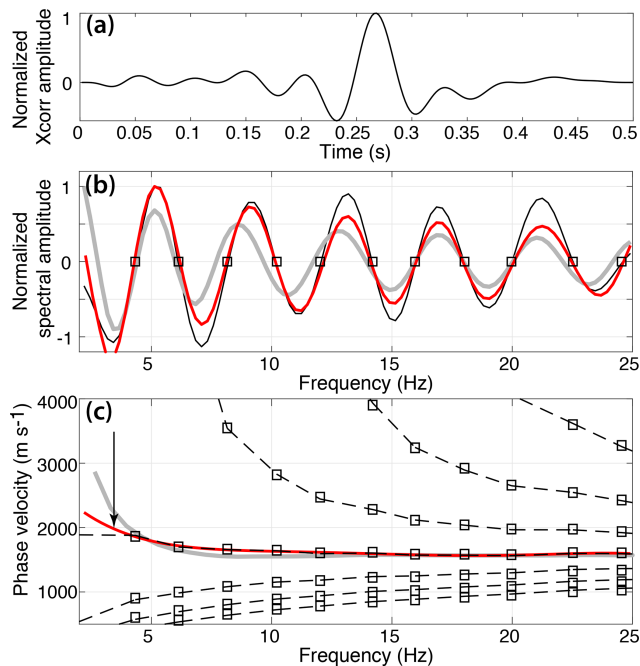 (a)
Normalized
Xcorr amplitude
1
0
0 0.05 0.1 0.15 0.2 0.25 0.3 0.35 0.4 0.45 0.5
Time (s)
(b)
Normalized
spectral amplitude
1
0
-1
5 10 15 20 25
Frequency (Hz)
(c)
Phase velocity (m s-1)
4000
3000
2000
1000
5 10 15 20 25
Frequency (Hz)